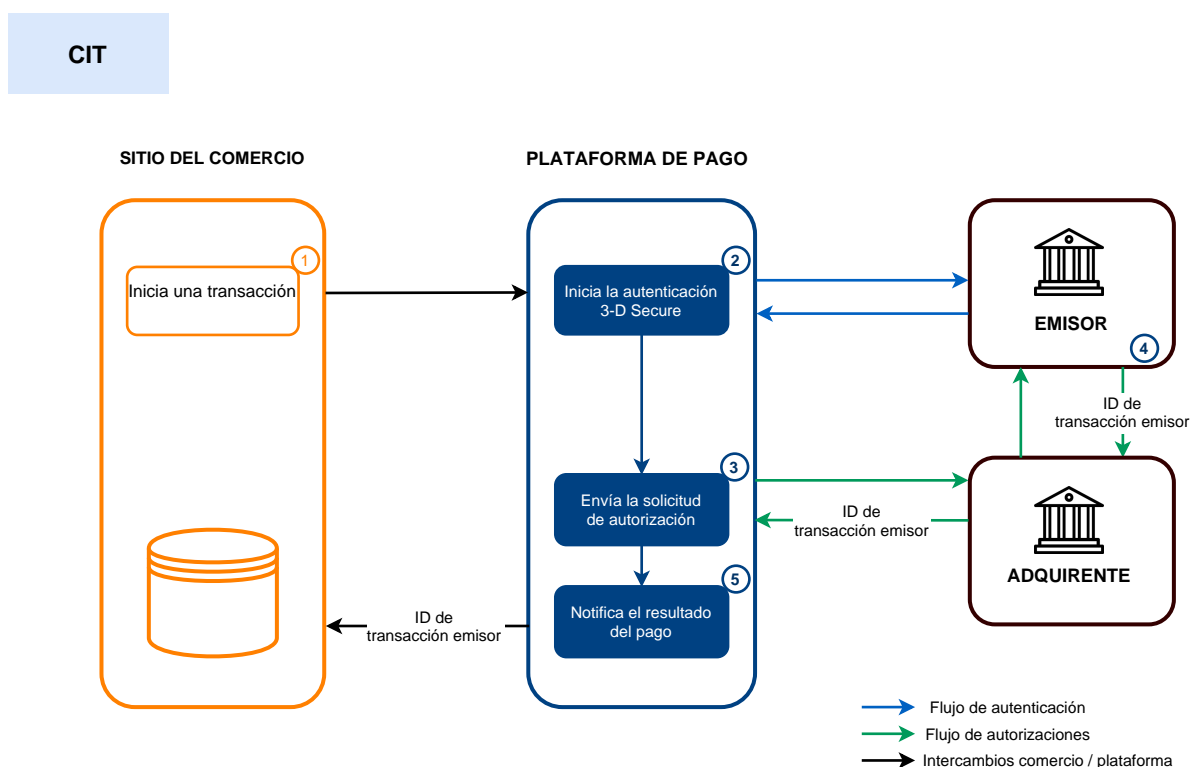 CIT
SITIO DEL COMERCIO
PLATAFORMA DE PAGO
1
Inicia una transacción
2
Inicia la autenticación
3-D Secure
EMISOR
4
ID de
transacción emisor
3
Envía la solicitud
de autorización
ID de
transacción emisor
ADQUIRENTE
5
Notifica el resultado
del pago
ID de
transacción emisor
Flujo de autenticación
Flujo de autorizaciones
Intercambios comercio / plataforma